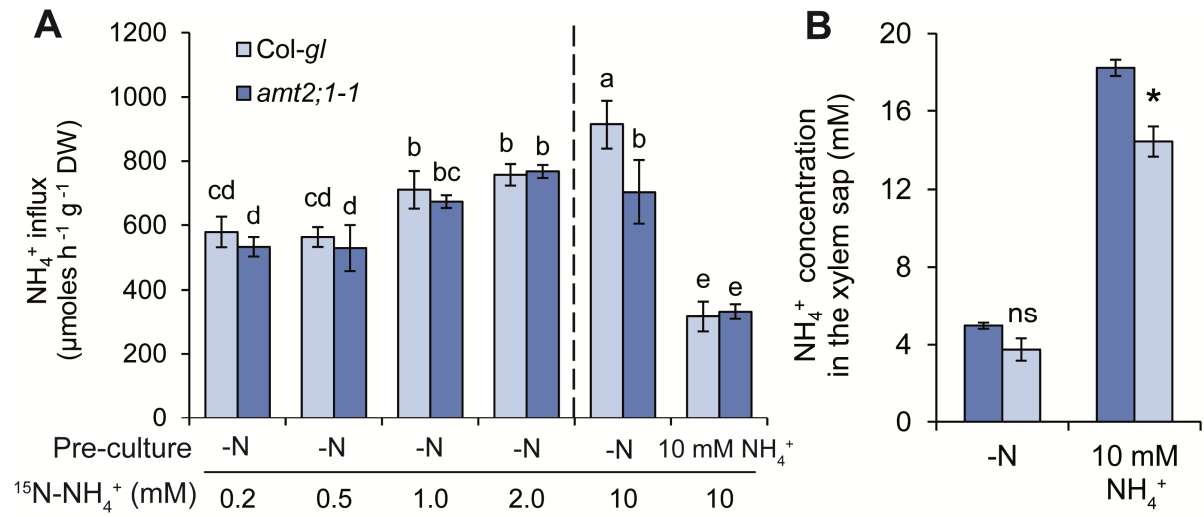 A
NH₄⁺ influx
(μmoles h⁻¹ g⁻¹ DW)
1200
1000
800
600
400
200
0
Col-gl
amt2;1-1
cd
d
cd
d
b
bc
b
b
a
b
e
e
Pre-culture -N -N -N -N -N 10 mM NH₄⁺
¹⁵N-NH₄⁺ (mM) 0.2 0.5 1.0 2.0 10 10
B
NH₄⁺ concentration
in the xylem sap (mM)
20
16
12
8
4
0
ns
*
-N
10 mM
NH₄⁺